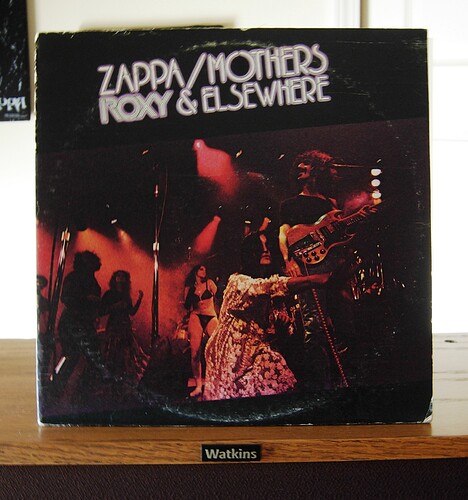 ZAPPA/MOTHERS
ROXY & ELSEWHERE
Watkins